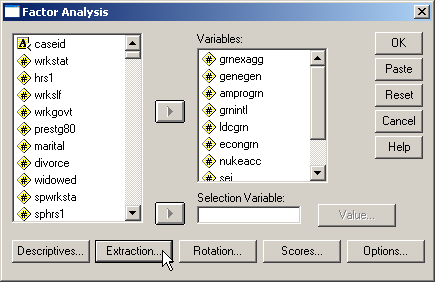 Factor Analysis
caseid
wrkstat
hrs1
wrkslf
wrkgovt
prestg80
marital
divorce
widowed
spwrksta
sphrs1
Variables:
grnexagg
genegen
amprogrn
grnintl
ldcgrn
econgrn
nukeacc
sei
Selection Variable:
Value...
OK
Paste
Reset
Cancel
Help
Descriptives...
Extraction...
Rotation...
Scores...
Options...